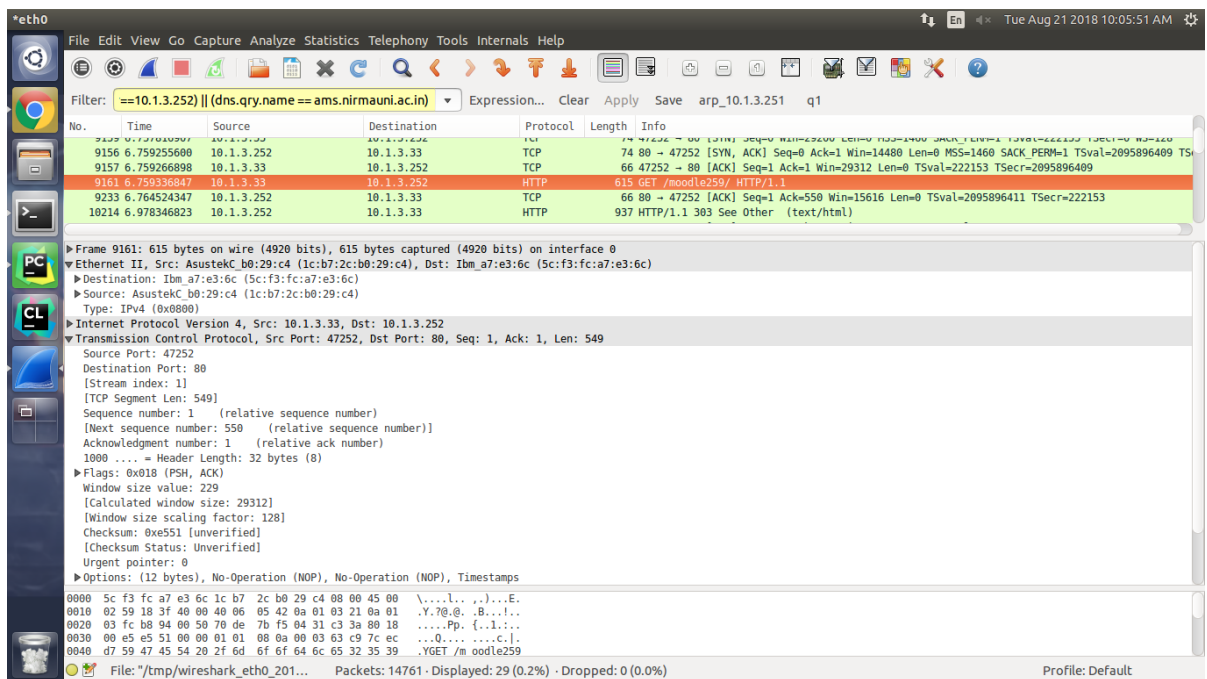 *eth0 En Tue Aug 21 2018 10:05:51 AM
File Edit View Go Capture Analyze Statistics Telephony Tools Internals Help
Filter: ==10.1.3.252) || (dns.qry.name == ams.nirmauni.ac.in) Expression... Clear Apply Save arp_10.1.3.251 q1
No. Time Source Destination Protocol Length Info
9156 6.759255600 10.1.3.252 10.1.3.33 TCP 74 80 → 47252 [SYN, ACK] Seq=0 Ack=1 Win=14480 Len=0 MSS=1460 SACK_PERM=1 TSval=2095896409
9157 6.759266898 10.1.3.33 10.1.3.252 TCP 66 47252 → 80 [ACK] Seq=1 Ack=1 Win=29312 Len=0 TSval=222153 TSecr=2095896409
9161 6.759336847 10.1.3.33 10.1.3.252 HTTP 615 GET /moodle259/ HTTP/1.1
9233 6.764524347 10.1.3.252 10.1.3.33 TCP 66 80 → 47252 [ACK] Seq=1 Ack=550 Win=15616 Len=0 TSval=2095896411 TSecr=222153
10214 6.978346823 10.1.3.252 10.1.3.33 HTTP 937 HTTP/1.1 303 See Other (text/html)
Frame 9161: 615 bytes on wire (4920 bits), 615 bytes captured (4920 bits) on interface 0
Ethernet II, Src: AsustekC_b0:29:c4 (1c:b7:2c:b0:29:c4), Dst: Ibm_a7:e3:6c (5c:f3:fc:a7:e3:6c)
Destination: Ibm_a7:e3:6c (5c:f3:fc:a7:e3:6c)
Source: AsustekC_b0:29:c4 (1c:b7:2c:b0:29:c4)
Type: IPv4 (0x0800)
Internet Protocol Version 4, Src: 10.1.3.33, Dst: 10.1.3.252
Transmission Control Protocol, Src Port: 47252, Dst Port: 80, Seq: 1, Ack: 1, Len: 549
Source Port: 47252
Destination Port: 80
[Stream index: 1]
[TCP Segment Len: 549]
Sequence number: 1 (relative sequence number)
[Next sequence number: 550 (relative sequence number)]
Acknowledgment number: 1 (relative ack number)
1000 .... = Header Length: 32 bytes (8)
Flags: 0x018 (PSH, ACK)
Window size value: 229
[Calculated window size: 29312]
[Window size scaling factor: 128]
Checksum: 0xe551 [unverified]
[Checksum Status: Unverified]
Urgent pointer: 0
Options: (12 bytes), No-Operation (NOP), No-Operation (NOP), Timestamps
0000 5c f3 fc a7 e3 6c 1c b7 2c b0 29 c4 08 00 45 00 \....l.. ,.)...E.
0010 02 59 18 3f 40 00 40 06 05 42 0a 01 03 21 0a 01 .Y.?@.@. .B...!..
0020 03 fc b8 94 00 50 70 de 7b f5 04 31 c3 3a 80 18 .....Pp. {..1.:..
0030 00 e5 e5 51 00 00 01 01 08 0a 00 03 63 c9 7c ec ...Q.... ....c.|.
0040 d7 59 47 45 54 20 2f 6d 6f 6f 64 6c 65 32 35 39 .YGET /m oodle259
File: "/tmp/wireshark_eth0_201... Packets: 14761 · Displayed: 29 (0.2%) · Dropped: 0 (0.0%) Profile: Default
PC
CL